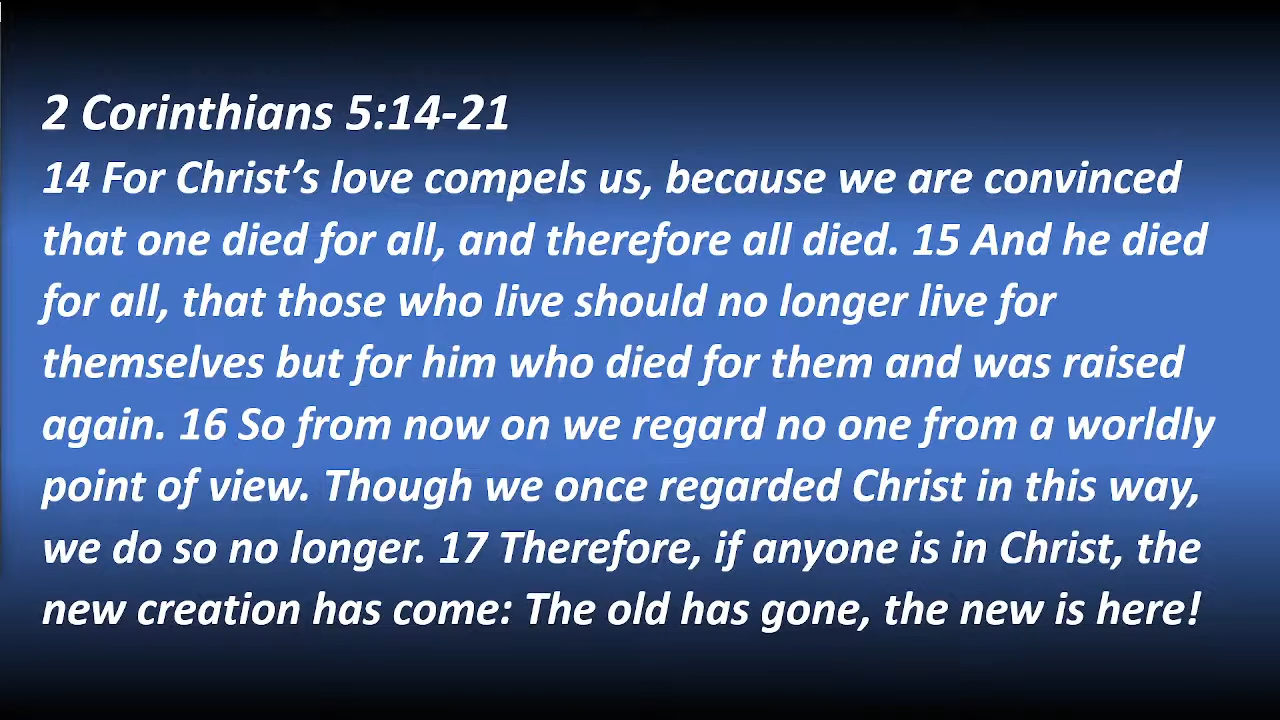 2 Corinthians 5:14-21
14 For Christ’s love compels us, because we are convinced
that one died for all, and therefore all died. 15 And he died
for all, that those who live should no longer live for
themselves but for him who died for them and was raised
again. 16 So from now on we regard no one from a worldly
point of view. Though we once regarded Christ in this way,
we do so no longer. 17 Therefore, if anyone is in Christ, the
new creation has come: The old has gone, the new is here!